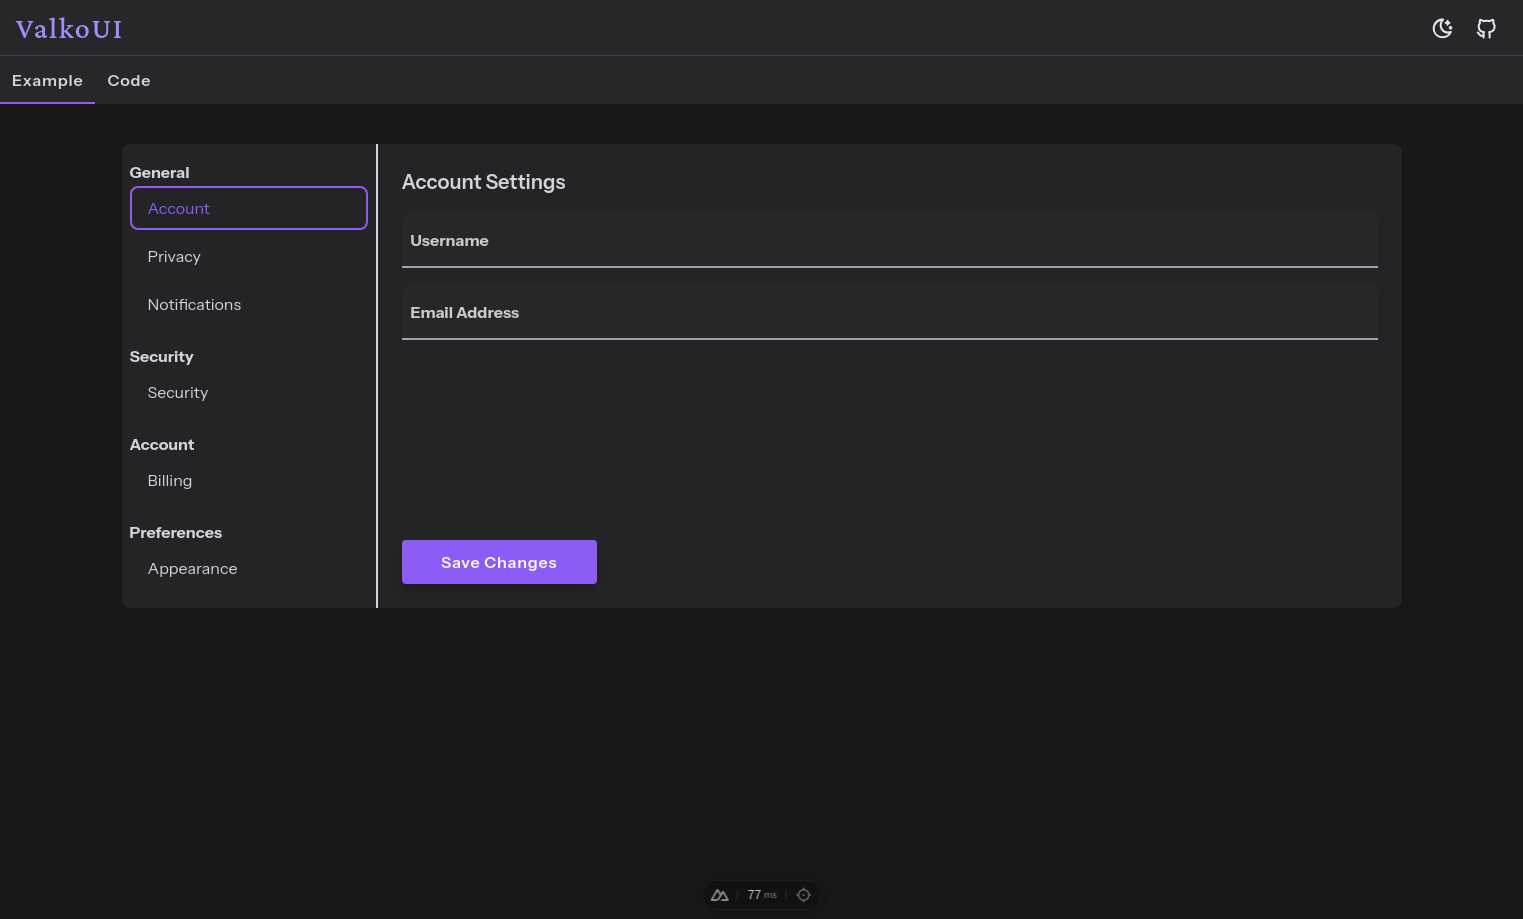 ValkoUI
Example Code
General
Account
Privacy
Notifications
Security
Security
Account
Billing
Preferences
Appearance
Account Settings
Username
Email Address
Save Changes
77 ms